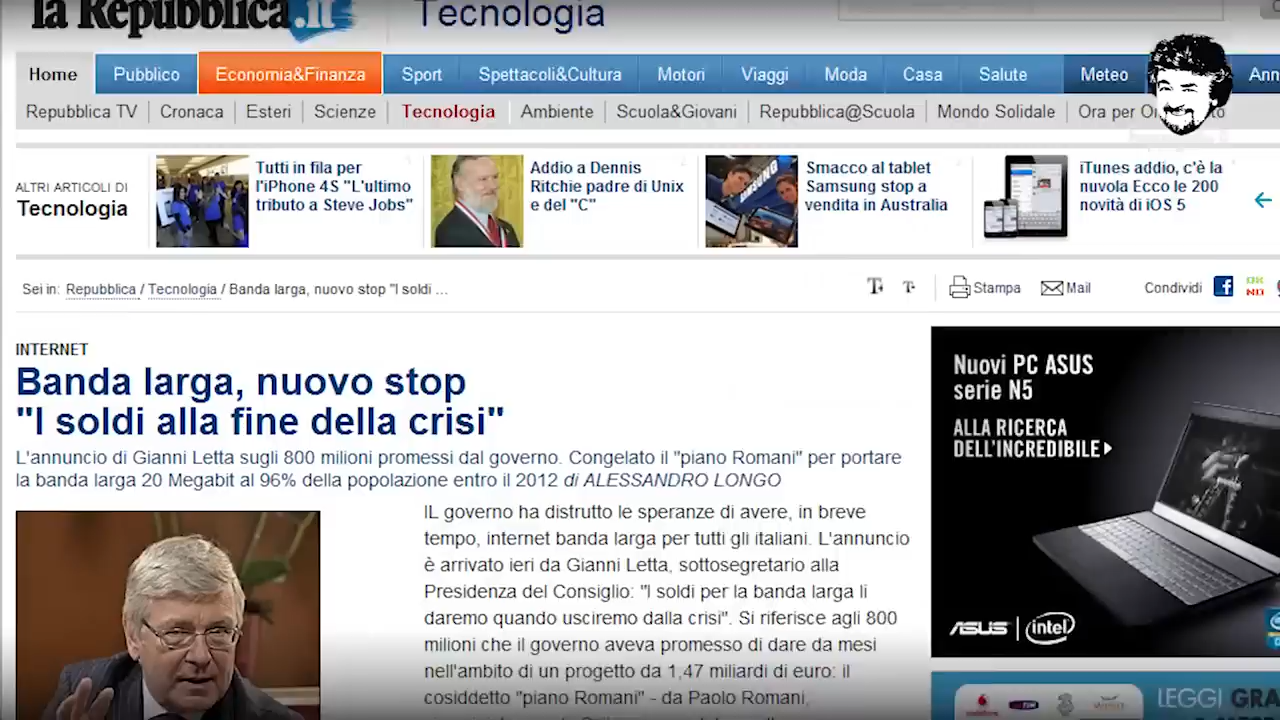 la Repubblica.it
Tecnologia
Home Pubblico Economia&Finanza Sport Spettacoli&Cultura Motori Viaggi Moda Casa Salute Meteo
Repubblica TV Cronaca Esteri Scienze Tecnologia Ambiente Scuola&Giovani Repubblica@Scuola Mondo Solidale Ora per
ALTRI ARTICOLI DI
Tecnologia
Tutti in fila per
l'iPhone 4S "L'ultimo
tributo a Steve Jobs"
Addio a Dennis
Ritchie padre di Unix
e del "C"
Smacco al tablet
Samsung stop a
vendita in Australia
iTunes addio, c'è la
nuvola Ecco le 200
novità di iOS 5
Sei in: Repubblica / Tecnologia / Banda larga, nuovo stop "I soldi ...
T+ T- Stampa Mail Condividi
OK
NO
INTERNET
Banda larga, nuovo stop
"I soldi alla fine della crisi"
L'annuncio di Gianni Letta sugli 800 milioni promessi dal governo. Congelato il "piano Romani" per portare
la banda larga 20 Megabit al 96% della popolazione entro il 2012 di ALESSANDRO LONGO
IL governo ha distrutto le speranze di avere, in breve
tempo, internet banda larga per tutti gli italiani. L'annuncio
è arrivato ieri da Gianni Letta, sottosegretario alla
Presidenza del Consiglio: "I soldi per la banda larga li
daremo quando usciremo dalla crisi". Si riferisce agli 800
milioni che il governo aveva promesso di dare da mesi
nell'ambito di un progetto da 1,47 miliardi di euro: il
cosiddetto "piano Romani" - da Paolo Romani,
Nuovi PC ASUS
serie N5
ALLA RICERCA
DELL'INCREDIBILE
ASUS intel
vodafone TIM 3
LEGGI